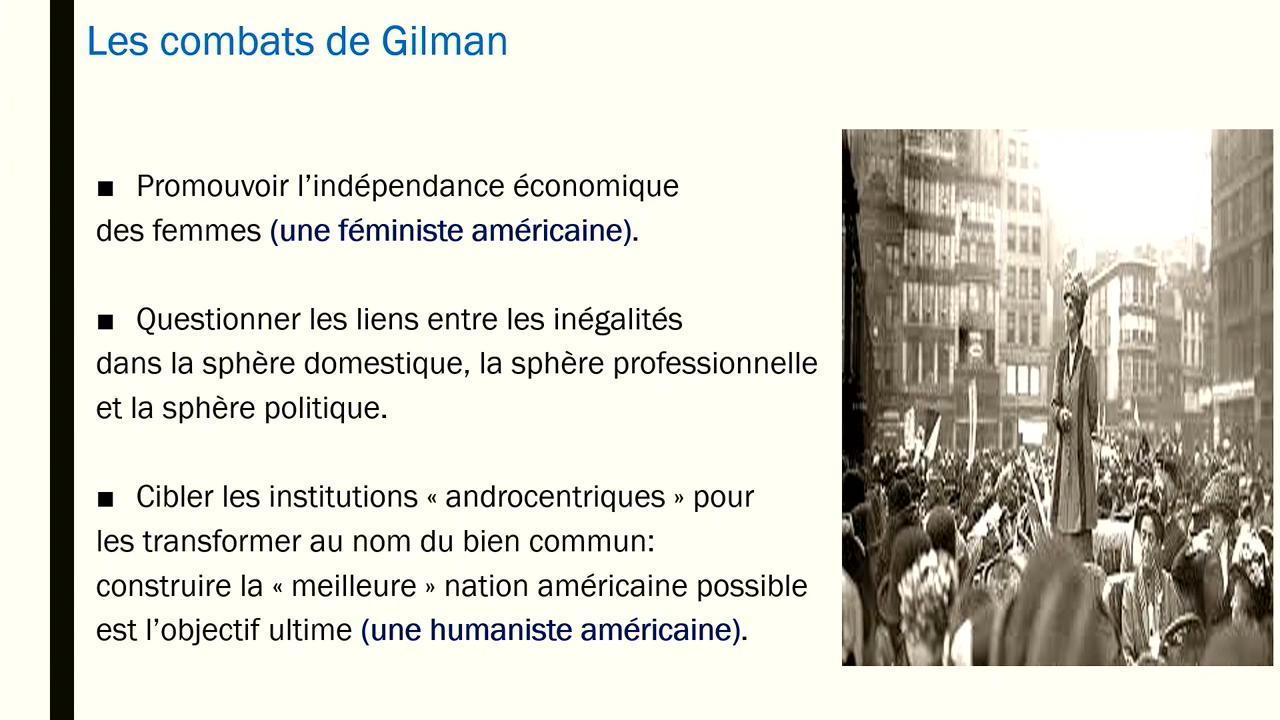 Les combats de Gilman
■ Promouvoir l’indépendance économique
des femmes (une féministe américaine).
■ Questionner les liens entre les inégalités
dans la sphère domestique, la sphère professionnelle
et la sphère politique.
■ Cibler les institutions « androcentriques » pour
les transformer au nom du bien commun:
construire la « meilleure » nation américaine possible
est l’objectif ultime (une humaniste américaine).